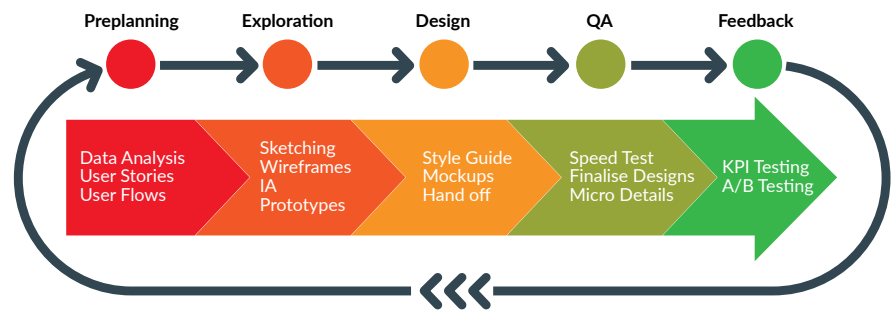 Preplanning
Exploration
Design
QA
Feedback
Data Analysis
User Stories
User Flows
Sketching
Wireframes
IA
Prototypes
Style Guide
Mockups
Hand off
Speed Test
Finalise Designs
Micro Details
KPI Testing
A/B Testing